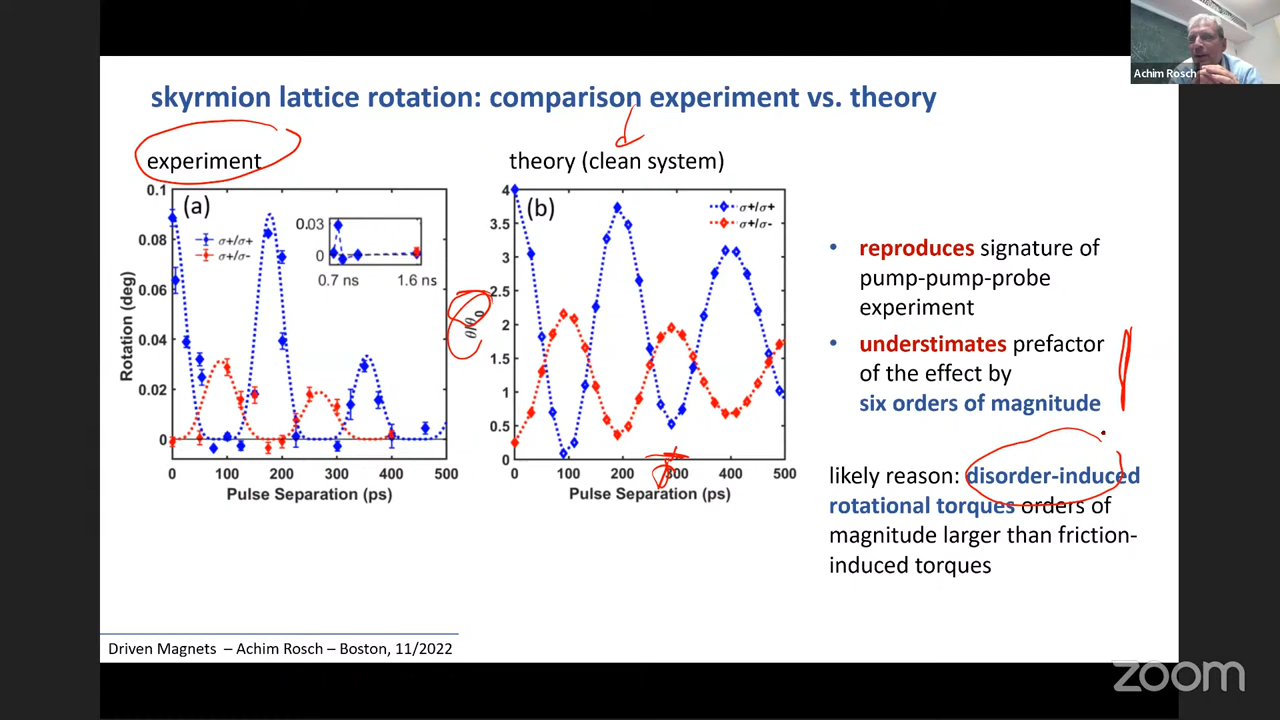 Achim Rosch
skyrmion lattice rotation: comparison experiment vs. theory
experiment
theory (clean system)
(a)
σ+/σ+
σ+/σ-
0.03
0
0.7 ns
1.6 ns
0.1
0.08
0.06
0.04
0.02
0
Rotation (deg)
0
100
200
300
400
500
Pulse Separation (ps)
(b)
σ+/σ+
σ+/σ-
4
3.5
3
2.5
2
1.5
1
0.5
0
θ/θ0
0
100
200
300
400
500
Pulse Separation (ps)
• reproduces signature of
pump-pump-probe
experiment
• understimates prefactor
of the effect by
six orders of magnitude
likely reason: disorder-induced
rotational torques orders of
magnitude larger than friction-
induced torques
Driven Magnets – Achim Rosch – Boston, 11/2022
zoom